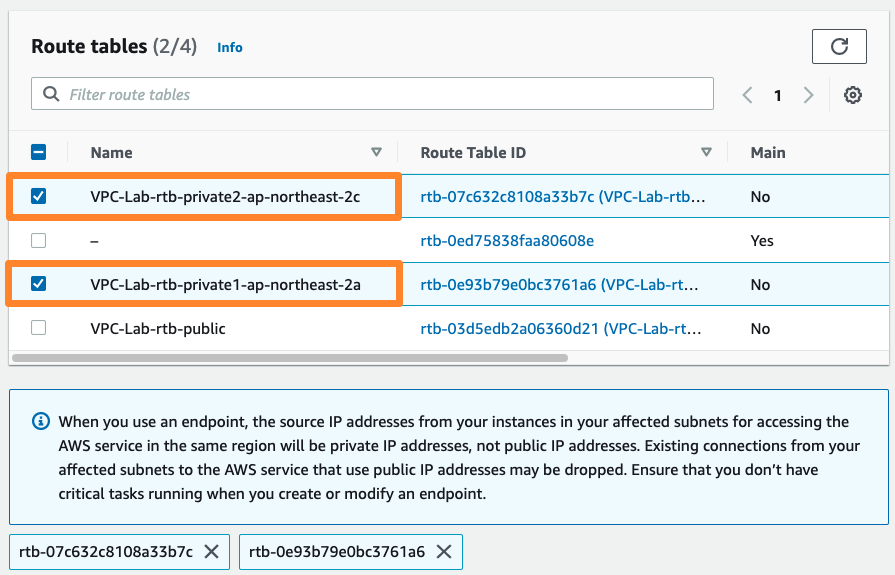 Route tables (2/4) Info
Filter route tables
1
Name Route Table ID Main
VPC-Lab-rtb-private2-ap-northeast-2c rtb-07c632c8108a33b7c (VPC-Lab-rtb… No
– rtb-0ed75838faa80608e Yes
VPC-Lab-rtb-private1-ap-northeast-2a rtb-0e93b79e0bc3761a6 (VPC-Lab-rt… No
VPC-Lab-rtb-public rtb-03d5edb2a06360d21 (VPC-Lab-rt… No
When you use an endpoint, the source IP addresses from your instances in your affected subnets for accessing the
AWS service in the same region will be private IP addresses, not public IP addresses. Existing connections from your
affected subnets to the AWS service that use public IP addresses may be dropped. Ensure that you don’t have
critical tasks running when you create or modify an endpoint.
rtb-07c632c8108a33b7c rtb-0e93b79e0bc3761a6